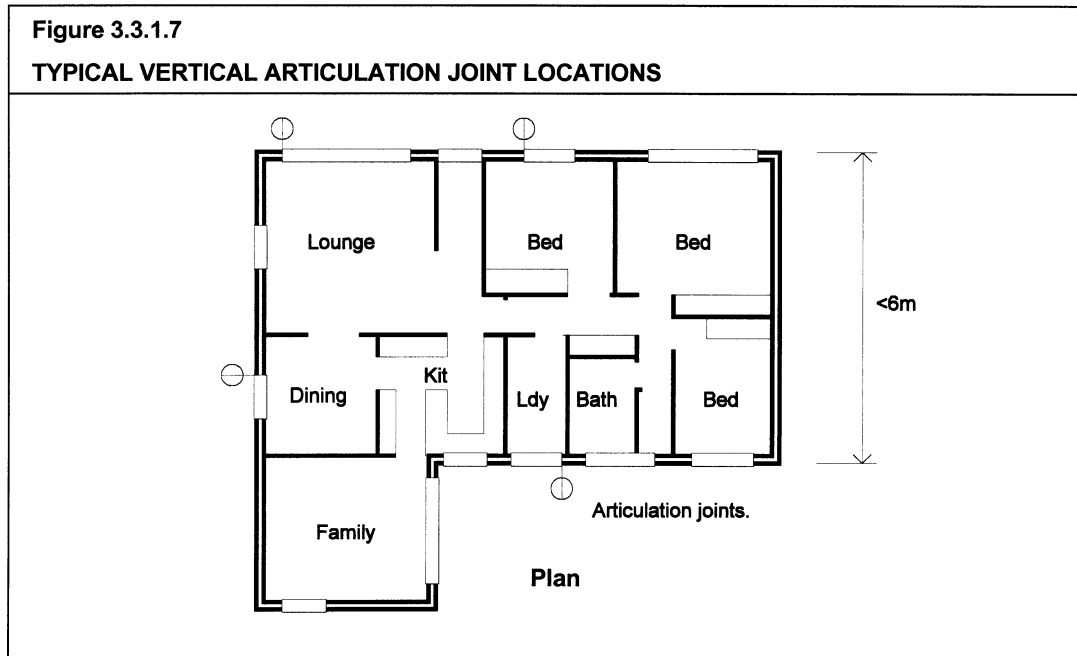 Figure 3.3.1.7
TYPICAL VERTICAL ARTICULATION JOINT LOCATIONS
Lounge
Bed
Bed
<6m
Kit
Dining
Ldy
Bath
Bed
Articulation joints.
Family
Plan